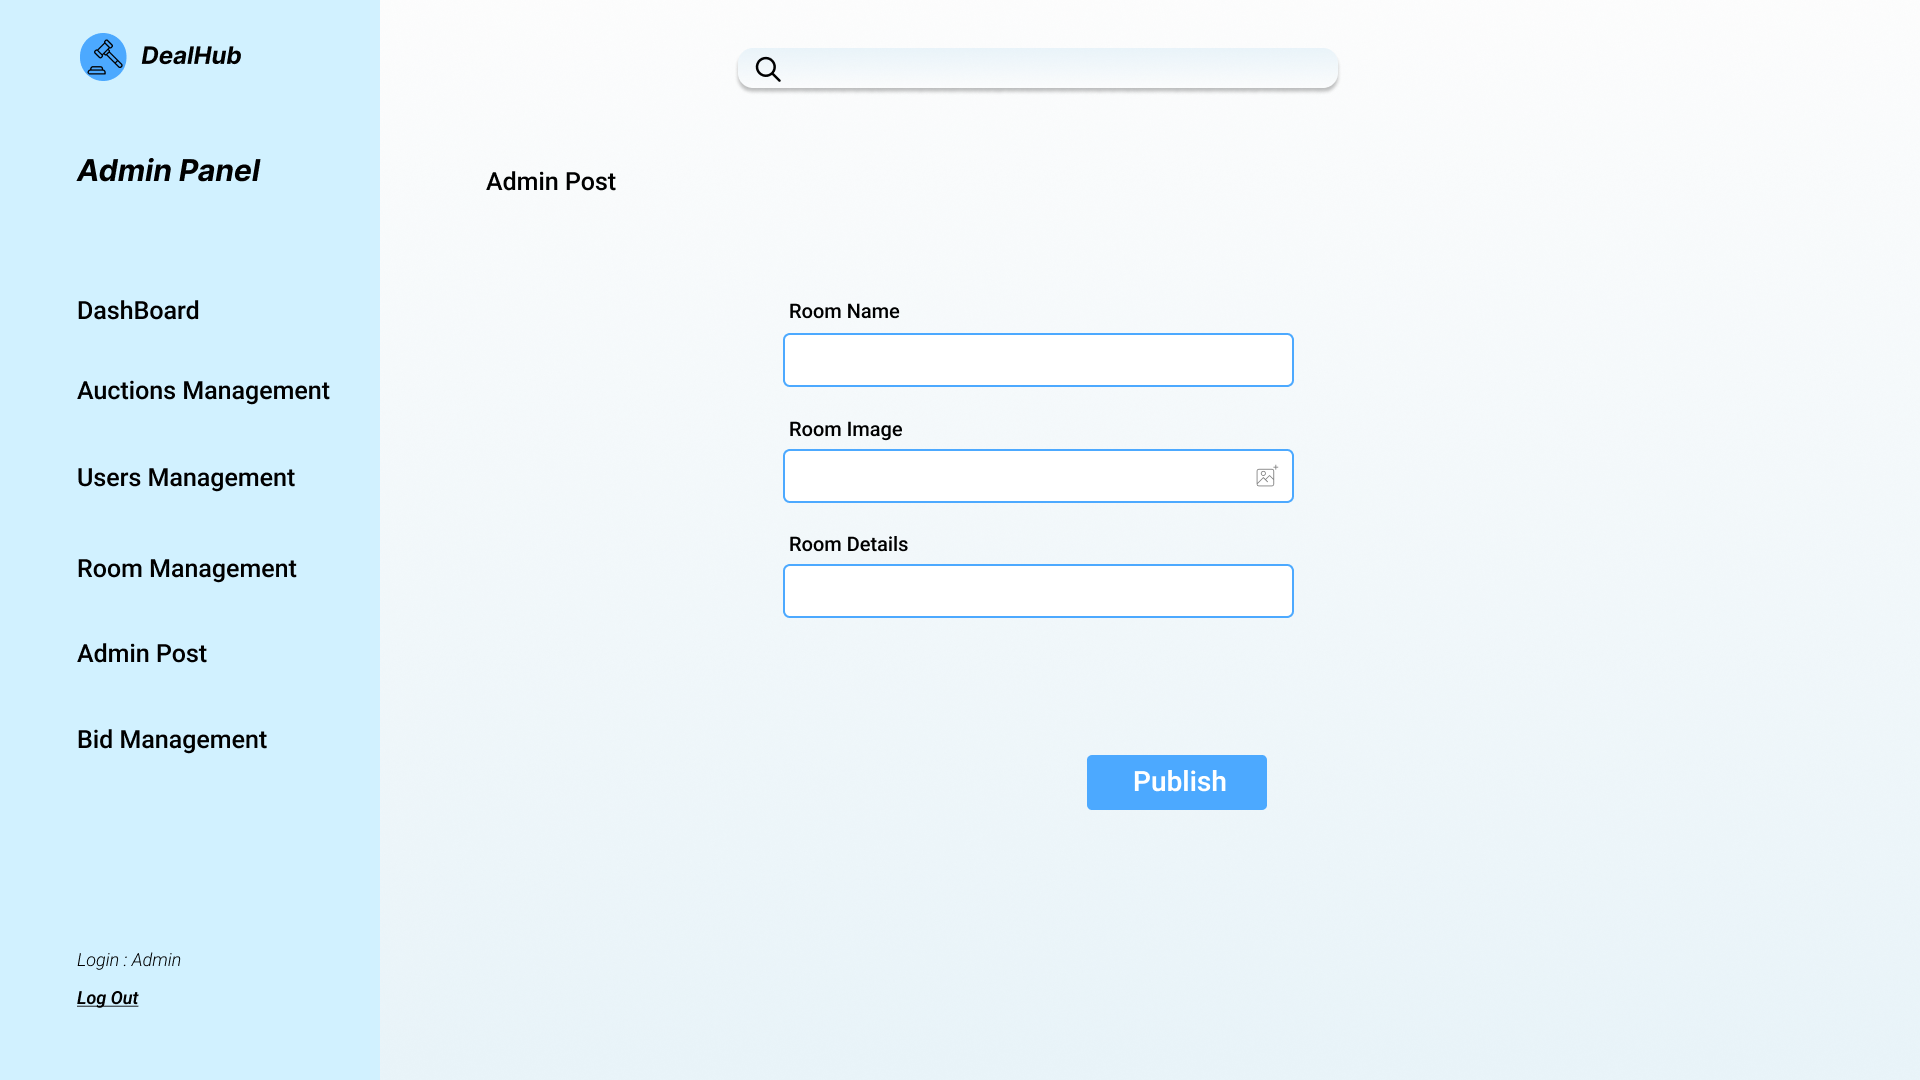 DealHub
Admin Panel
DashBoard
Auctions Management
Users Management
Room Management
Admin Post
Bid Management
Login : Admin
Log Out
Admin Post
Room Name
Room Image
Room Details
Publish